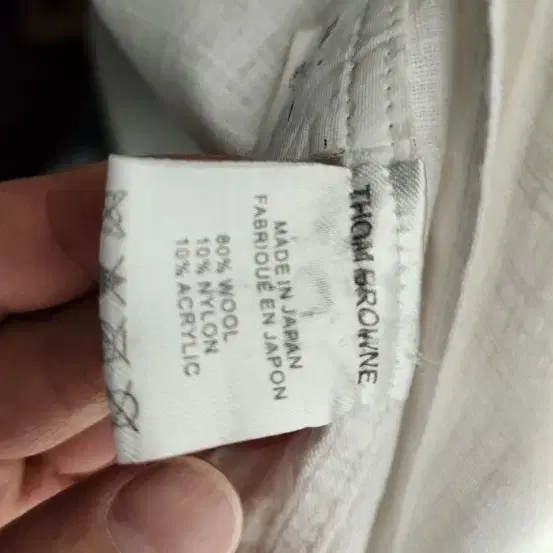 THOM BROWNE
MADE IN JAPAN
FABRIQUÉ EN JAPON
80% WOOL
10% NYLON
10% ACRYLIC